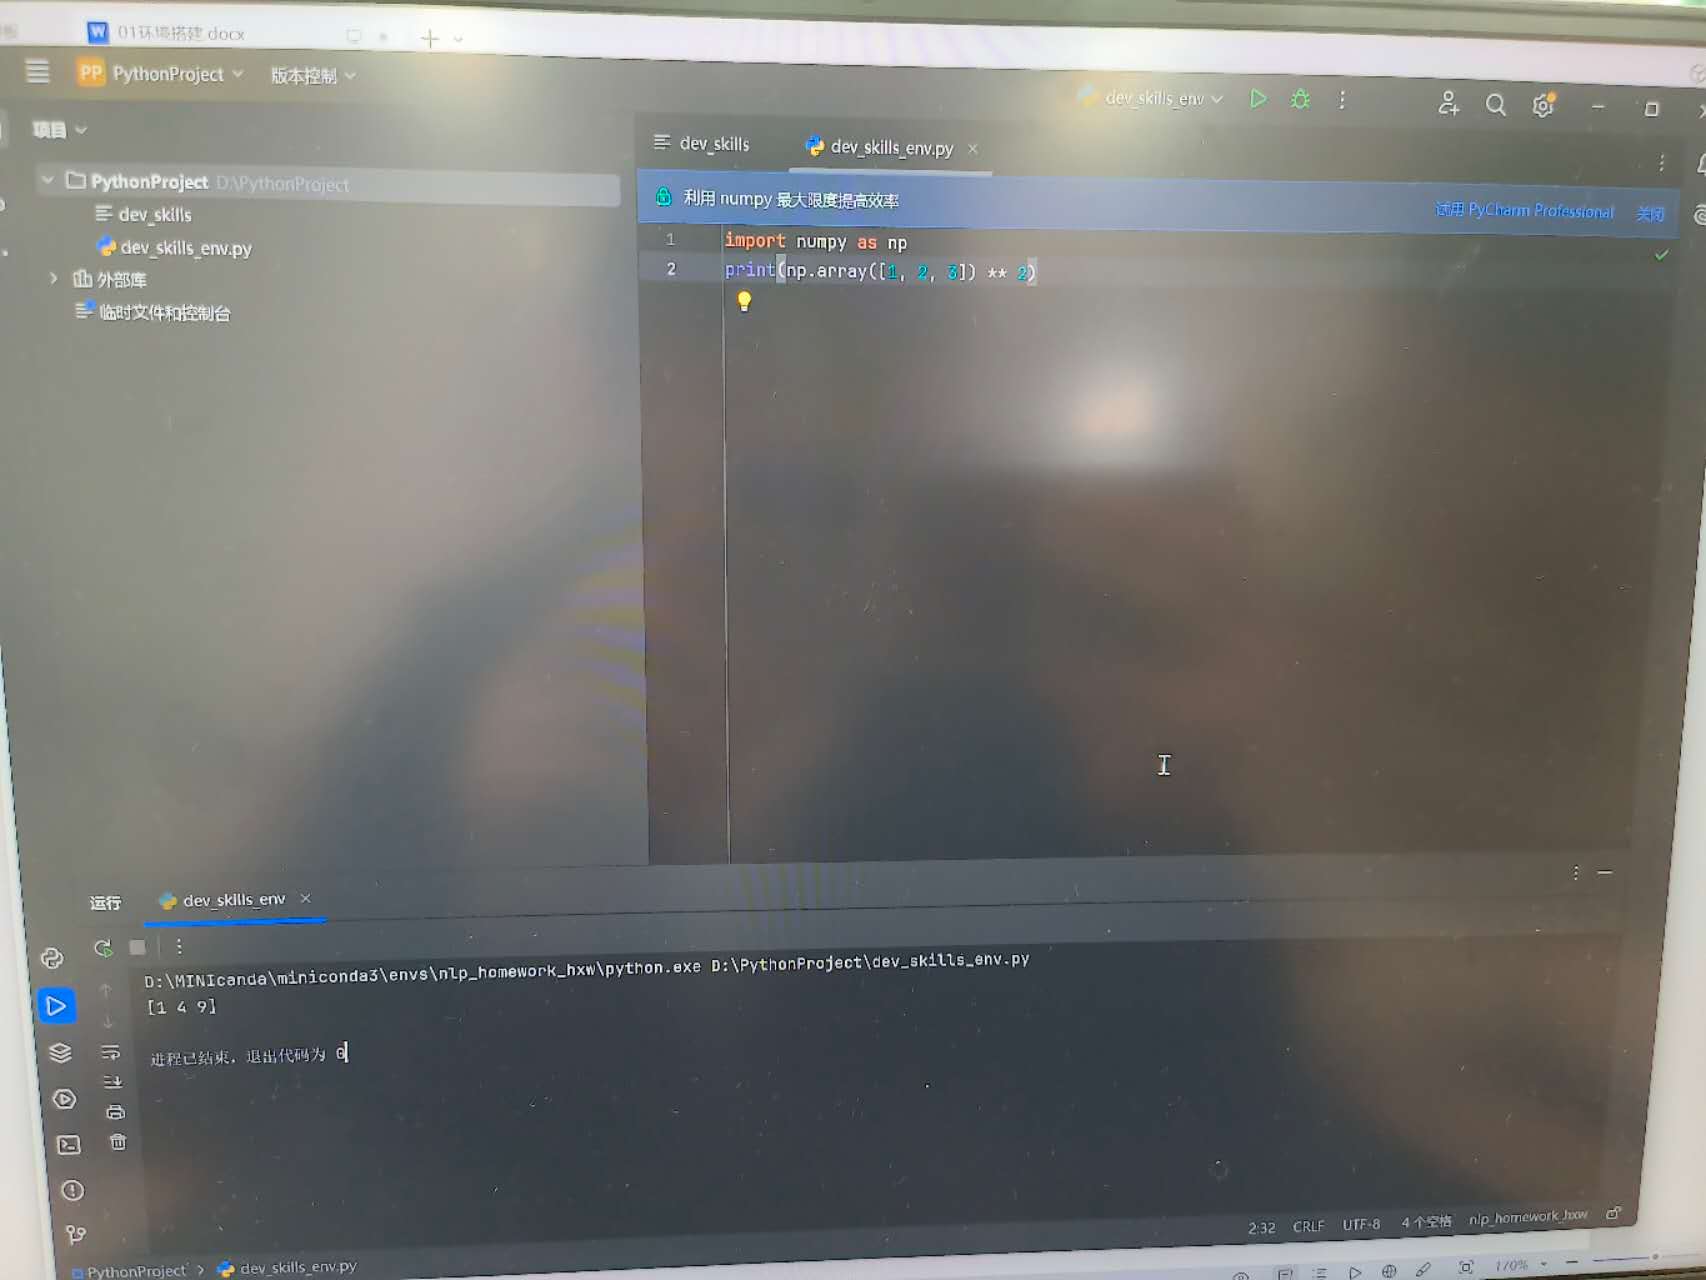 01环境搭建.docx
PP PythonProject 版本控制
dev_skills_env
项目
PythonProject D:\PythonProject
dev_skills
dev_skills_env.py
外部库
临时文件和控制台
dev_skills dev_skills_env.py
利用 numpy 最大限度提高效率 试用 PyCharm Professional 关闭
1 import numpy as np
2 print(np.array([1, 2, 3]) ** 2)
运行 dev_skills_env
D:\MINIcanda\miniconda3\envs\nlp_homework_hxw\python.exe D:\PythonProject\dev_skills_env.py
[1 4 9]
进程已结束，退出代码为 0
2:32 CRLF UTF-8 4 个空格 nlp_homework_hxw
PythonProject > dev_skills_env.py
170%